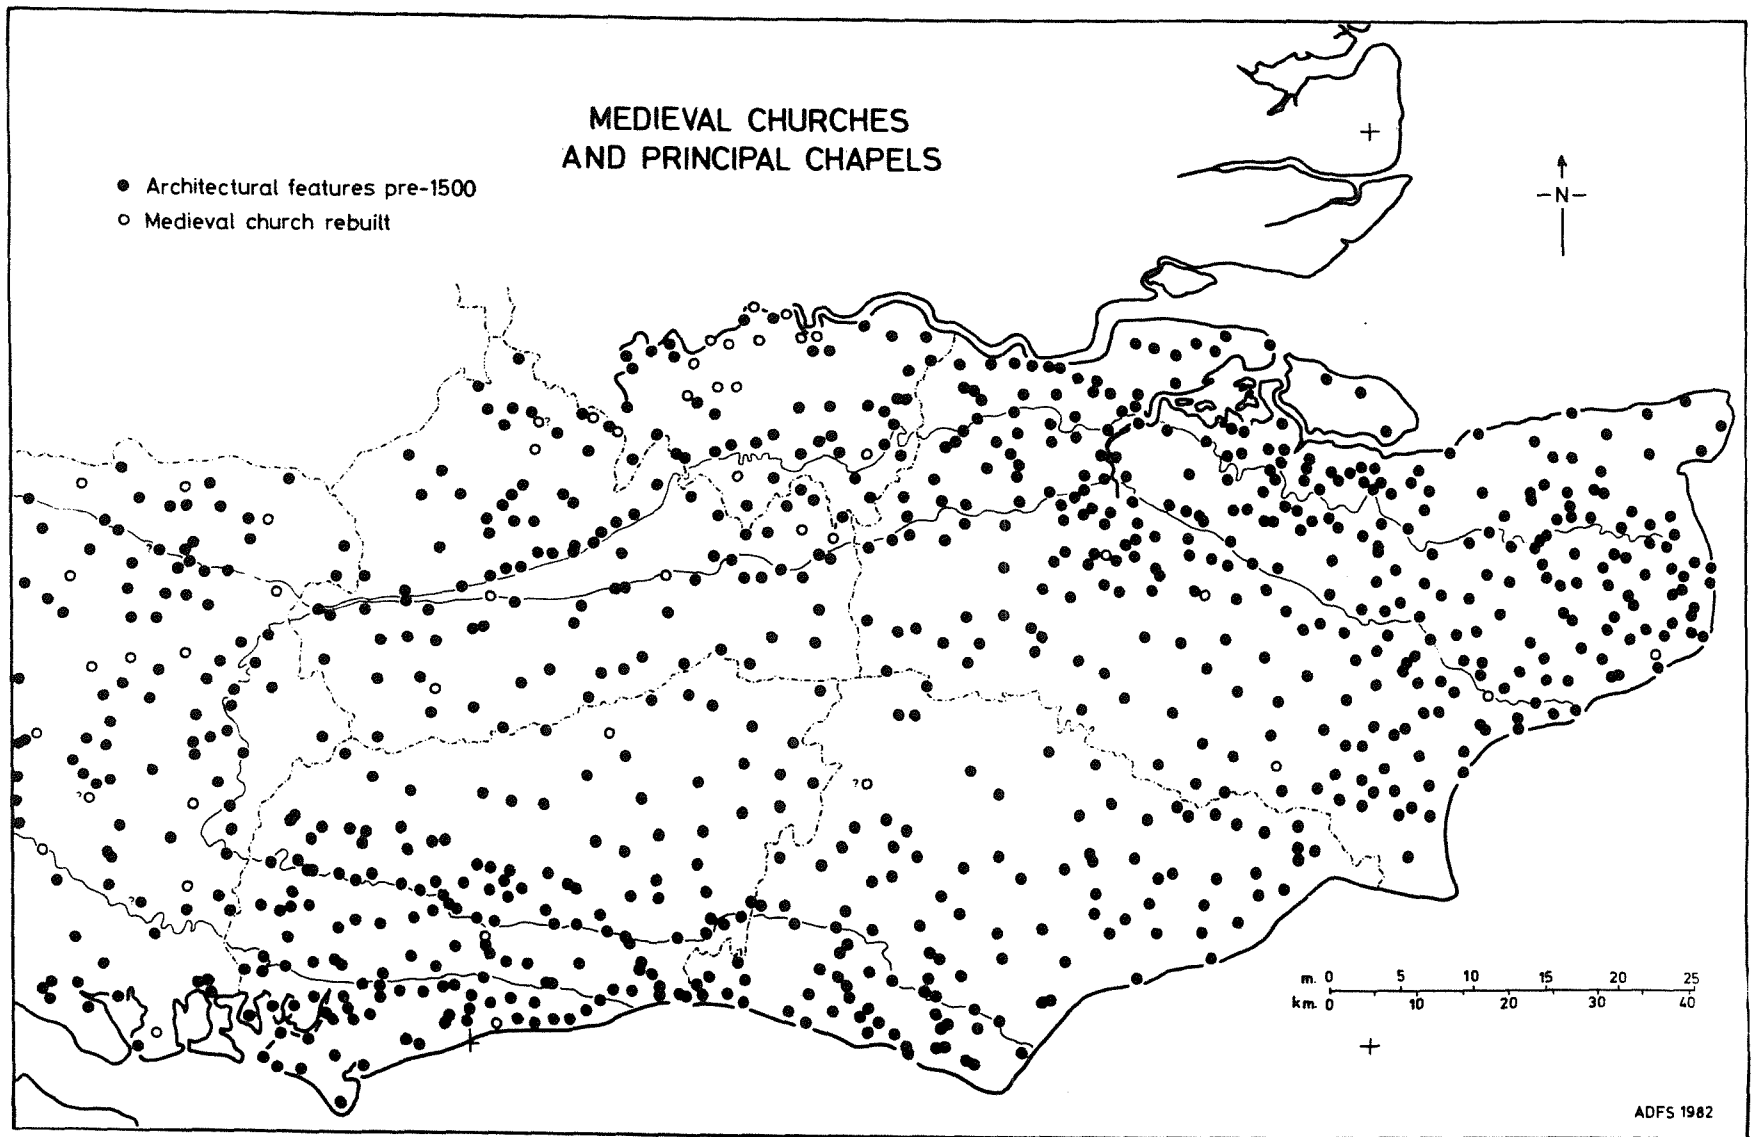 MEDIEVAL CHURCHES
AND PRINCIPAL CHAPELS
● Architectural features pre-1500
○ Medieval church rebuilt
-N-
?
?
?
?
?
m. 0 5 10 15 20 25
km. 0 10 20 30 40
ADFS 1982